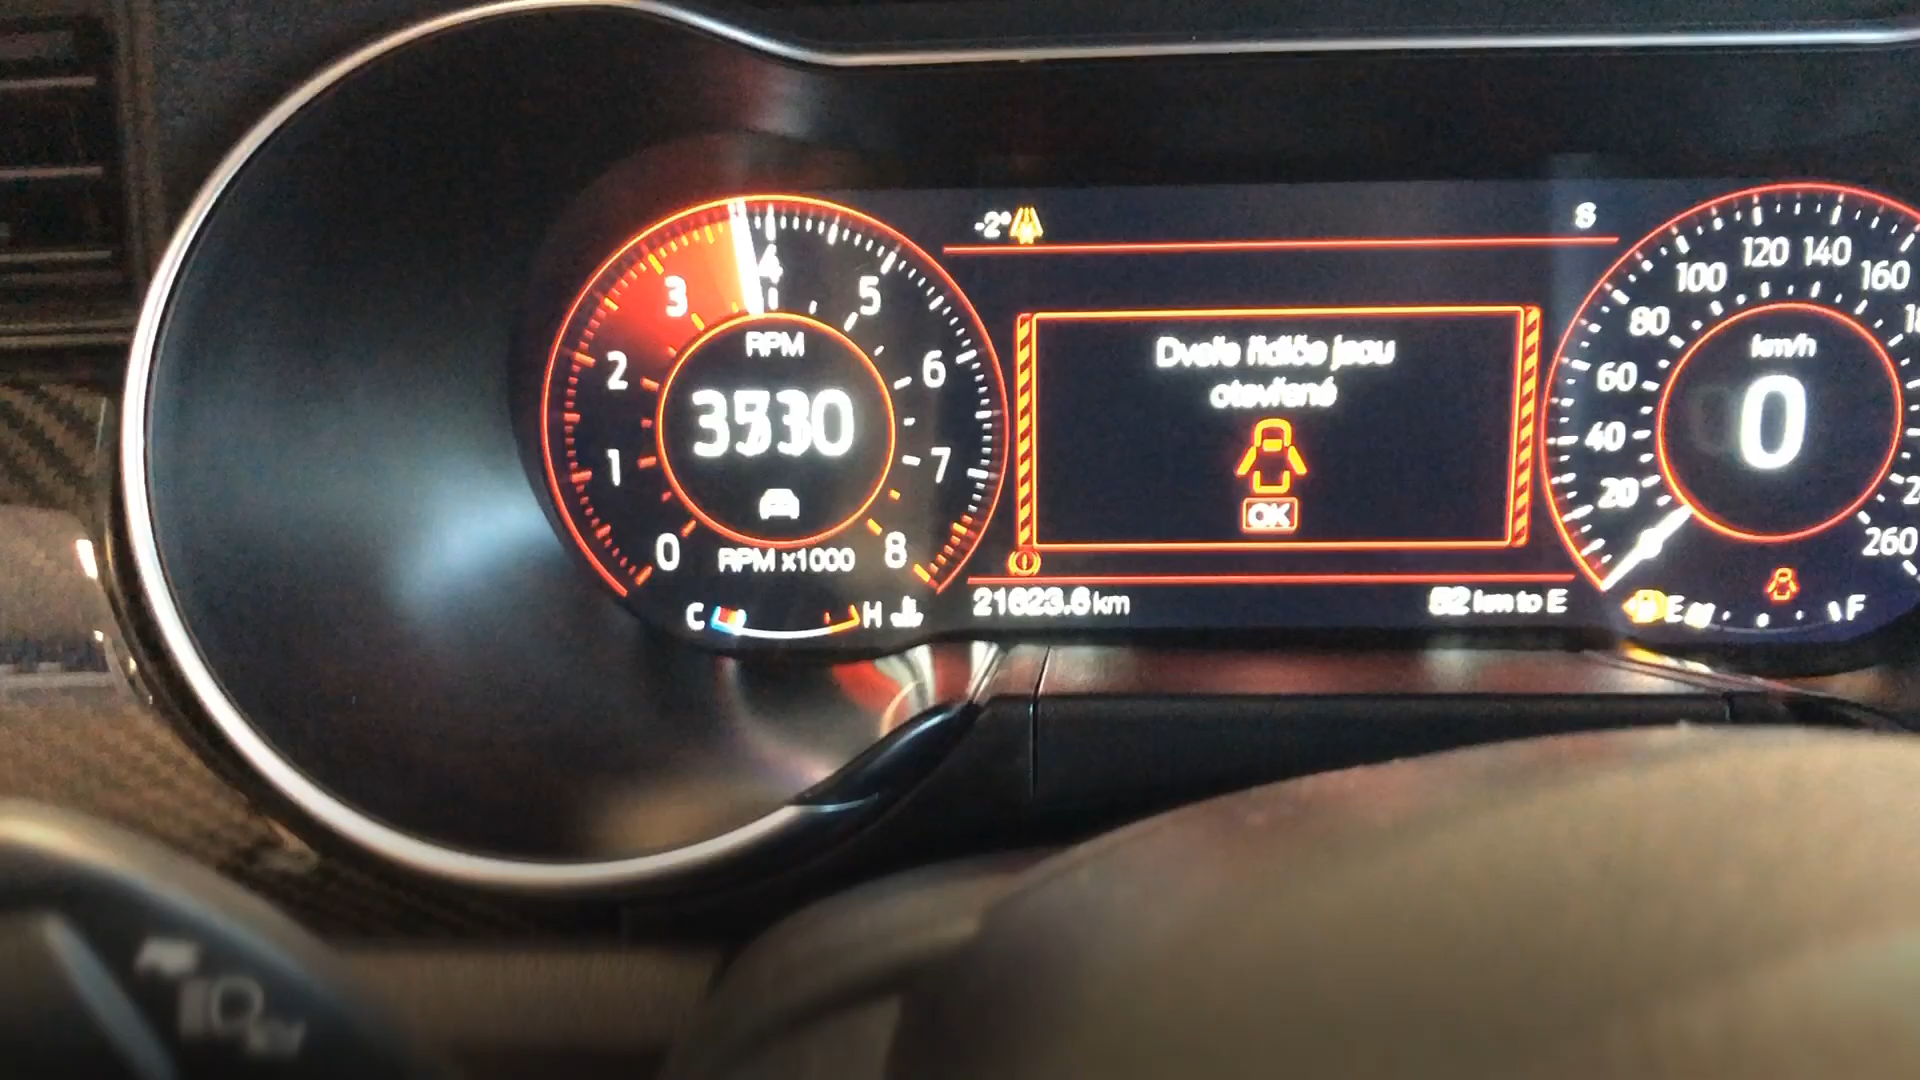 -2°
S
1
2
3
4
5
6
7
0
8
RPM
RPM x1000
C
H
Dveře řidiče jsou
otevřené
OK
21623.6 km
52 km to E
20
40
60
80
100
120
140
160
260
km/h
0
E
F